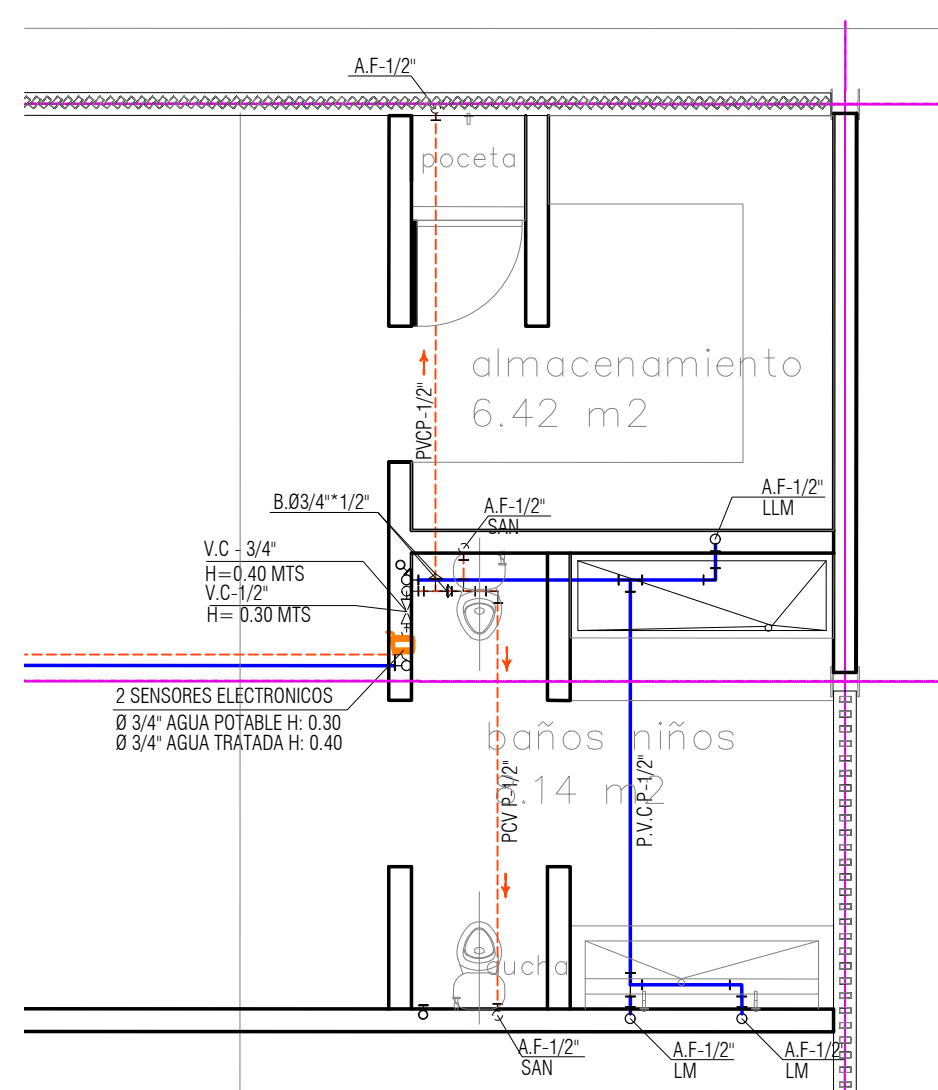 A.F-1/2"
poceta
almacenamiento
6.42 m2
PVCP-1/2"
B.Ø3/4"*1/2"
A.F-1/2"
SAN
A.F-1/2"
LLM
V.C - 3/4"
H=0.40 MTS
V.C-1/2"
H= 0.30 MTS
2 SENSORES ELECTRONICOS
Ø 3/4" AGUA POTABLE H: 0.30
Ø 3/4" AGUA TRATADA H: 0.40
baños niños
.14 m2
PCV P-1/2"
P.V.C.P-1/2"
ducha
A.F-1/2"
SAN
A.F-1/2"
LM
A.F-1/2
LM